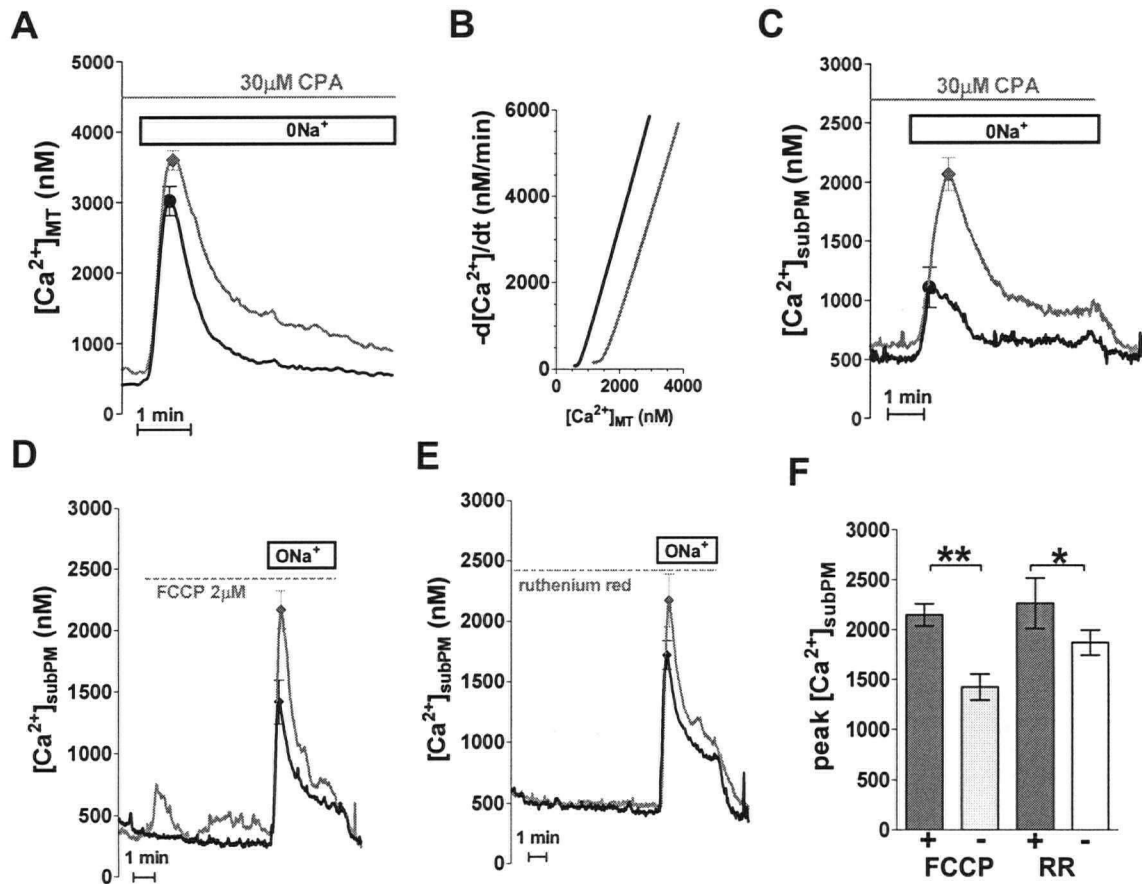 A
5000
4000
3000
2000
1000
0
[Ca²⁺]MT (nM)
30μM CPA
0Na⁺
1 min
B
6000
4000
2000
0
-d[Ca²⁺]/dt (nM/min)
0 2000 4000
[Ca²⁺]MT (nM)
C
3000
2500
2000
1500
1000
500
0
[Ca²⁺]subPM (nM)
30μM CPA
0Na⁺
1 min
D
3000
2500
2000
1500
1000
500
0
[Ca²⁺]subPM (nM)
ONa⁺
FCCP 2μM
1 min
E
3000
2500
2000
1500
1000
500
0
[Ca²⁺]subPM (nM)
ONa⁺
ruthenium red
1 min
F
3000
2500
2000
1500
1000
500
0
peak [Ca²⁺]subPM
** *
+ - + -
FCCP RR